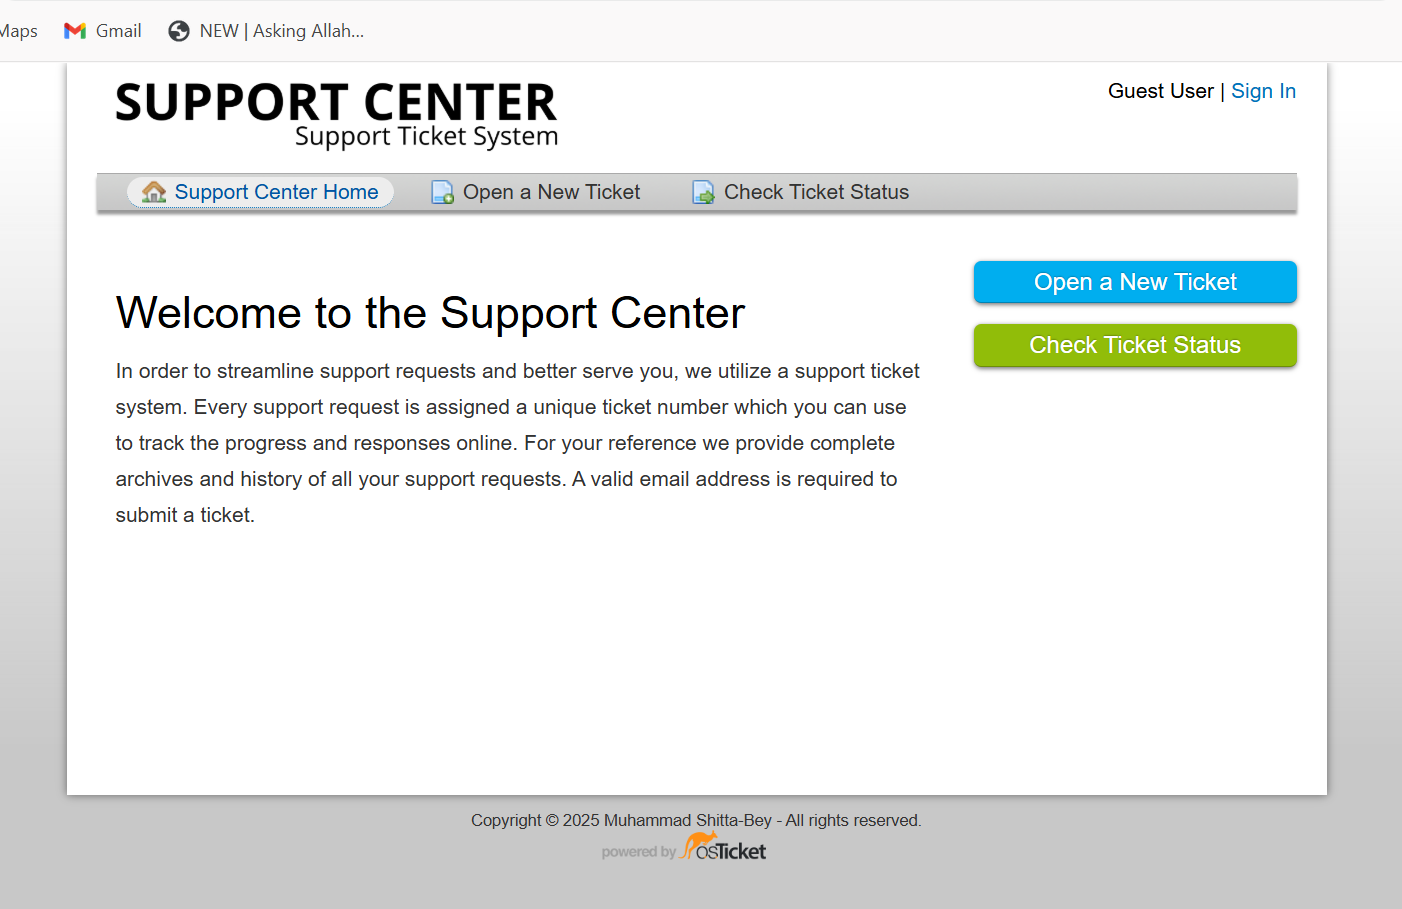 Maps Gmail NEW | Asking Allah...
SUPPORT CENTER
Support Ticket System
Guest User | Sign In
Support Center Home Open a New Ticket Check Ticket Status
Open a New Ticket
Check Ticket Status
Welcome to the Support Center
In order to streamline support requests and better serve you, we utilize a support ticket
system. Every support request is assigned a unique ticket number which you can use
to track the progress and responses online. For your reference we provide complete
archives and history of all your support requests. A valid email address is required to
submit a ticket.
Copyright © 2025 Muhammad Shitta-Bey - All rights reserved.
powered by osTicket